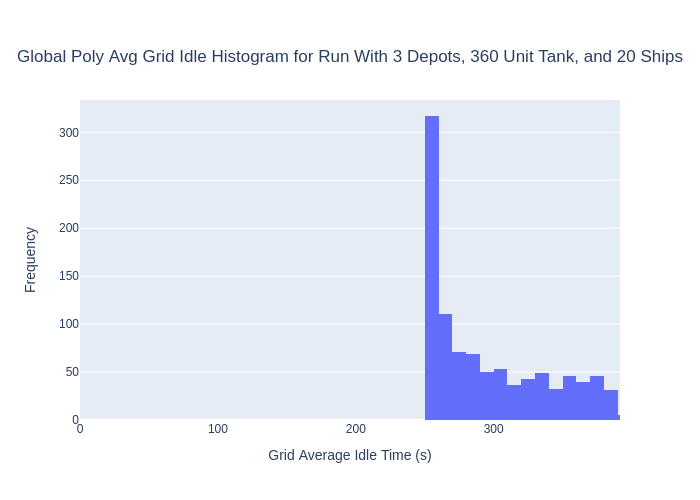 Global Poly Avg Grid Idle Histogram for Run With 3 Depots, 360 Unit Tank, and 20 Ships
300
250
200
150
100
50
0
Frequency
0 100 200 300
Grid Average Idle Time (s)